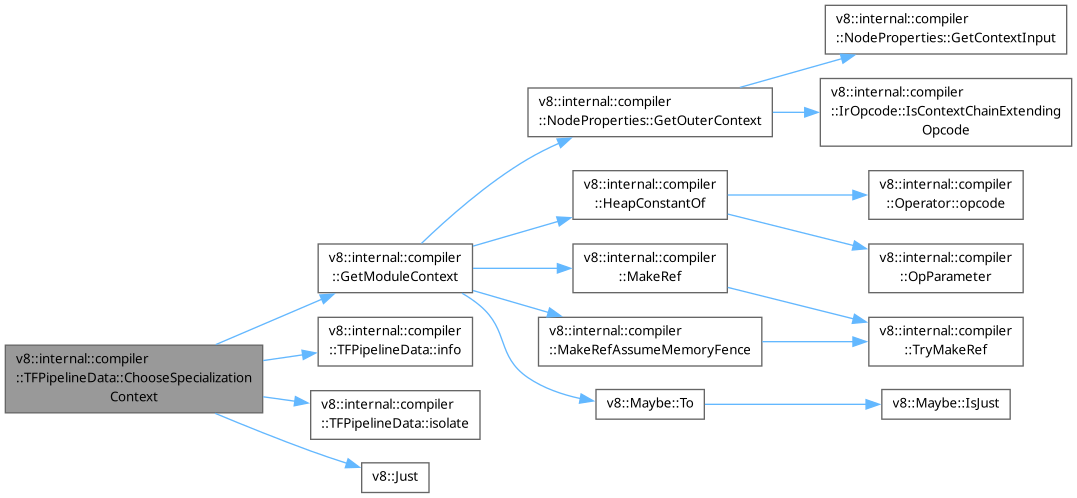 v8::internal::compiler
::TFPipelineData::ChooseSpecialization
Context
v8::internal::compiler
::GetModuleContext
v8::internal::compiler
::TFPipelineData::info
v8::internal::compiler
::TFPipelineData::isolate
v8::Just
v8::internal::compiler
::NodeProperties::GetOuterContext
v8::internal::compiler
::HeapConstantOf
v8::internal::compiler
::MakeRef
v8::internal::compiler
::MakeRefAssumeMemoryFence
v8::Maybe::To
v8::internal::compiler
::NodeProperties::GetContextInput
v8::internal::compiler
::IrOpcode::IsContextChainExtending
Opcode
v8::internal::compiler
::Operator::opcode
v8::internal::compiler
::OpParameter
v8::internal::compiler
::TryMakeRef
v8::Maybe::IsJust